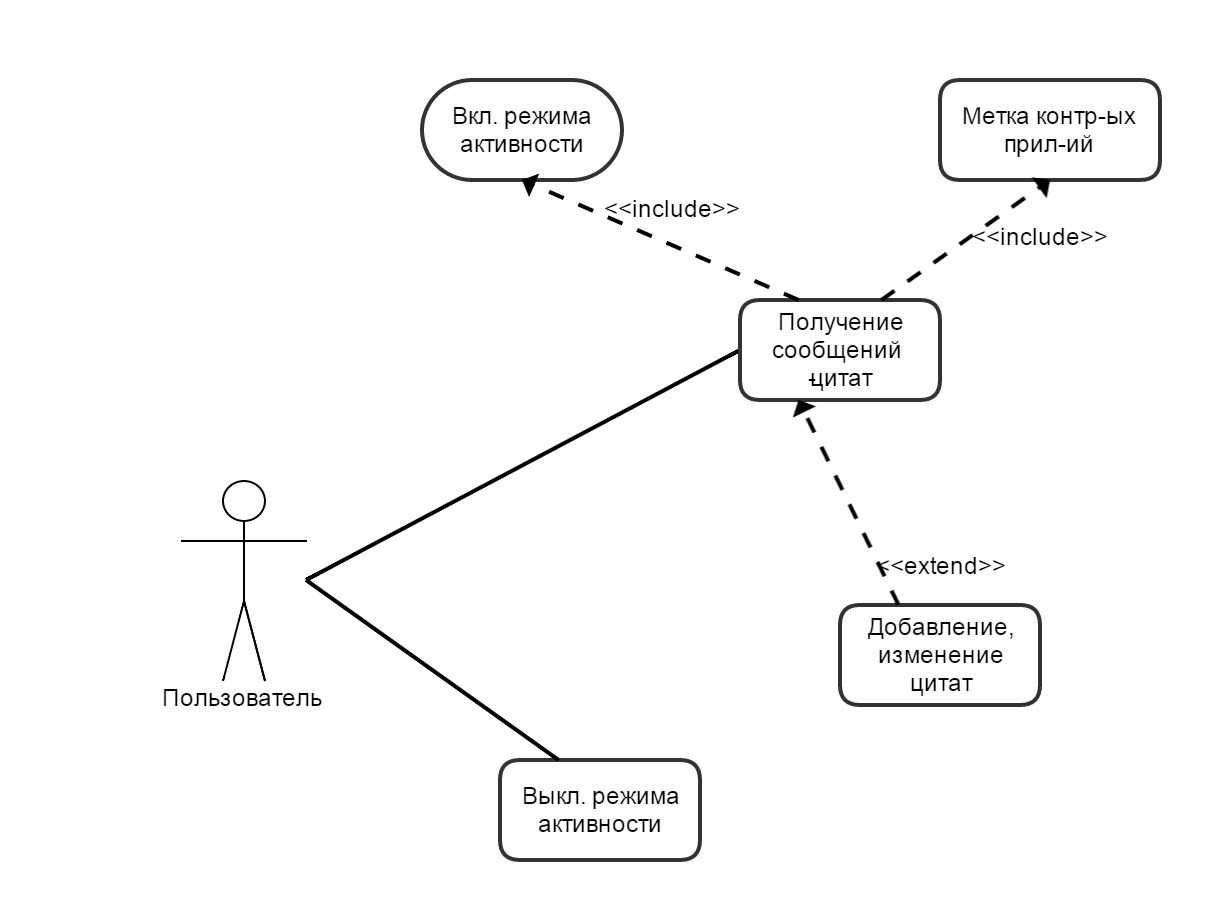 Вкл. режима
активности
Метка контр-ых
прил-ий
<<include>>
<<include>>
Получение
сообщений
-цитат
<<extend>>
Добавление,
изменение
цитат
Пользователь
Выкл. режима
активности